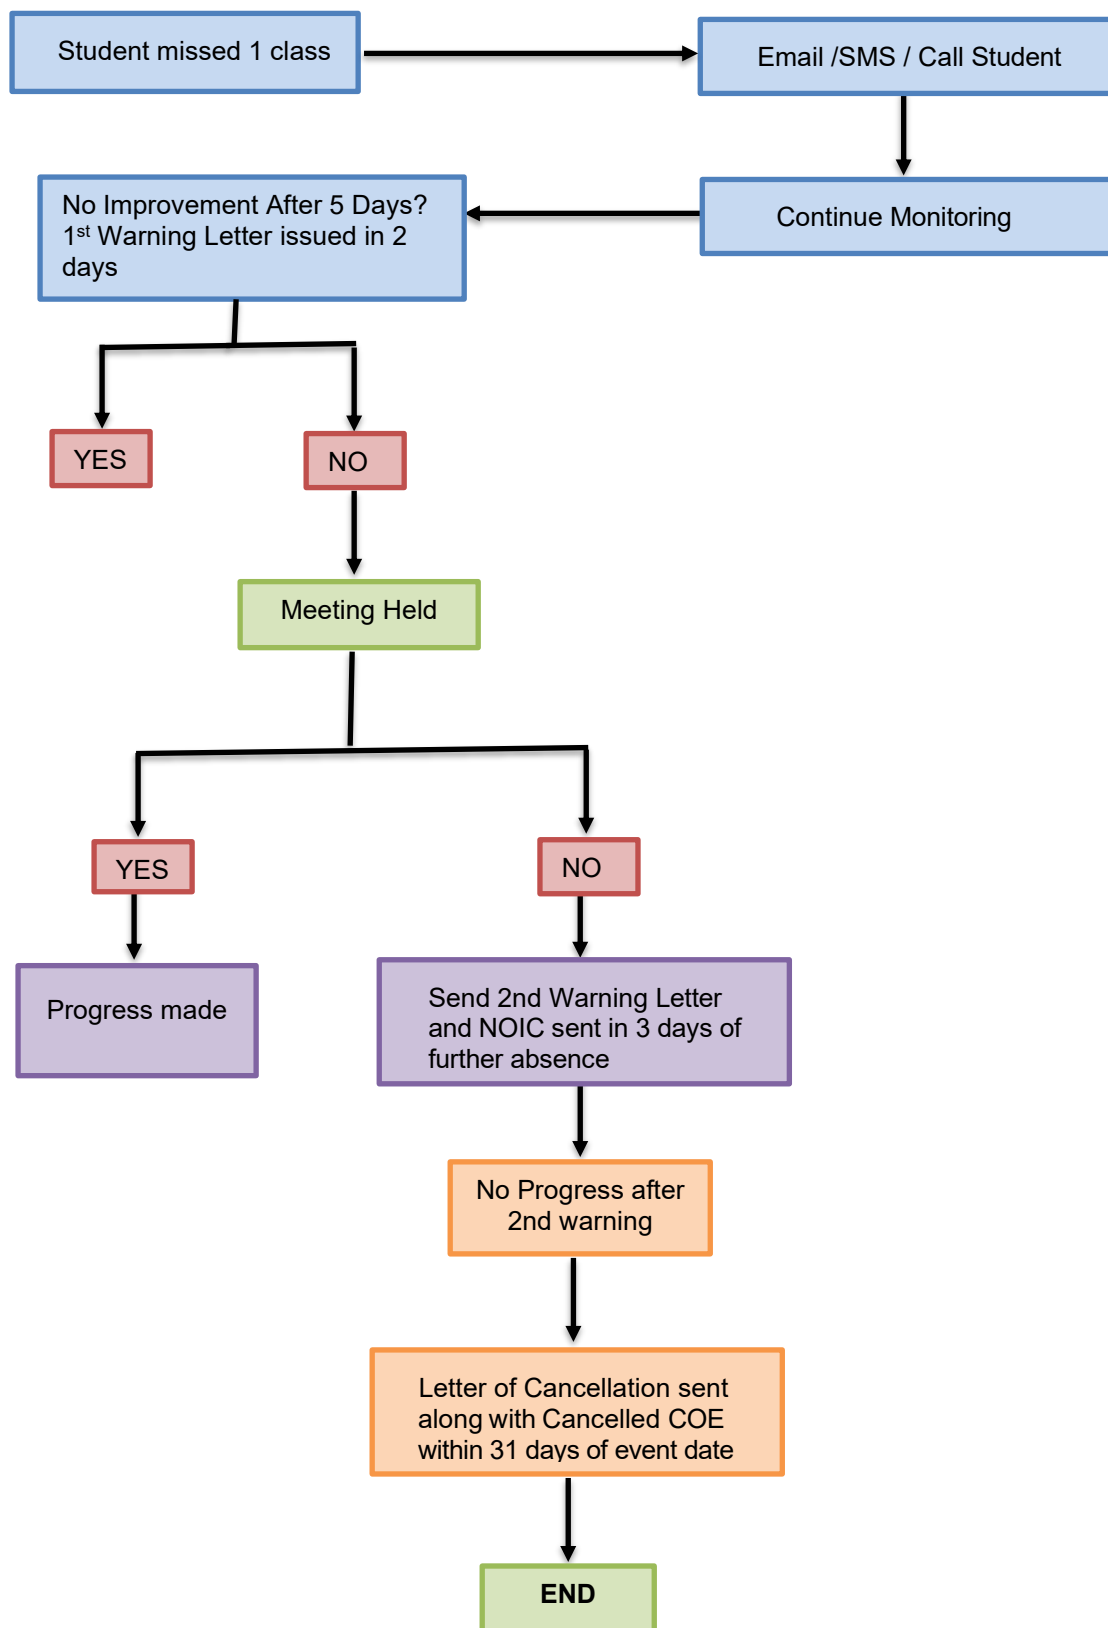 Student missed 1 class
Email /SMS / Call Student
Continue Monitoring
No Improvement After 5 Days?
1st Warning Letter issued in 2
days
YES
NO
Meeting Held
YES
NO
Progress made
Send 2nd Warning Letter
and NOIC sent in 3 days of
further absence
No Progress after
2nd warning
Letter of Cancellation sent
along with Cancelled COE
within 31 days of event date
END